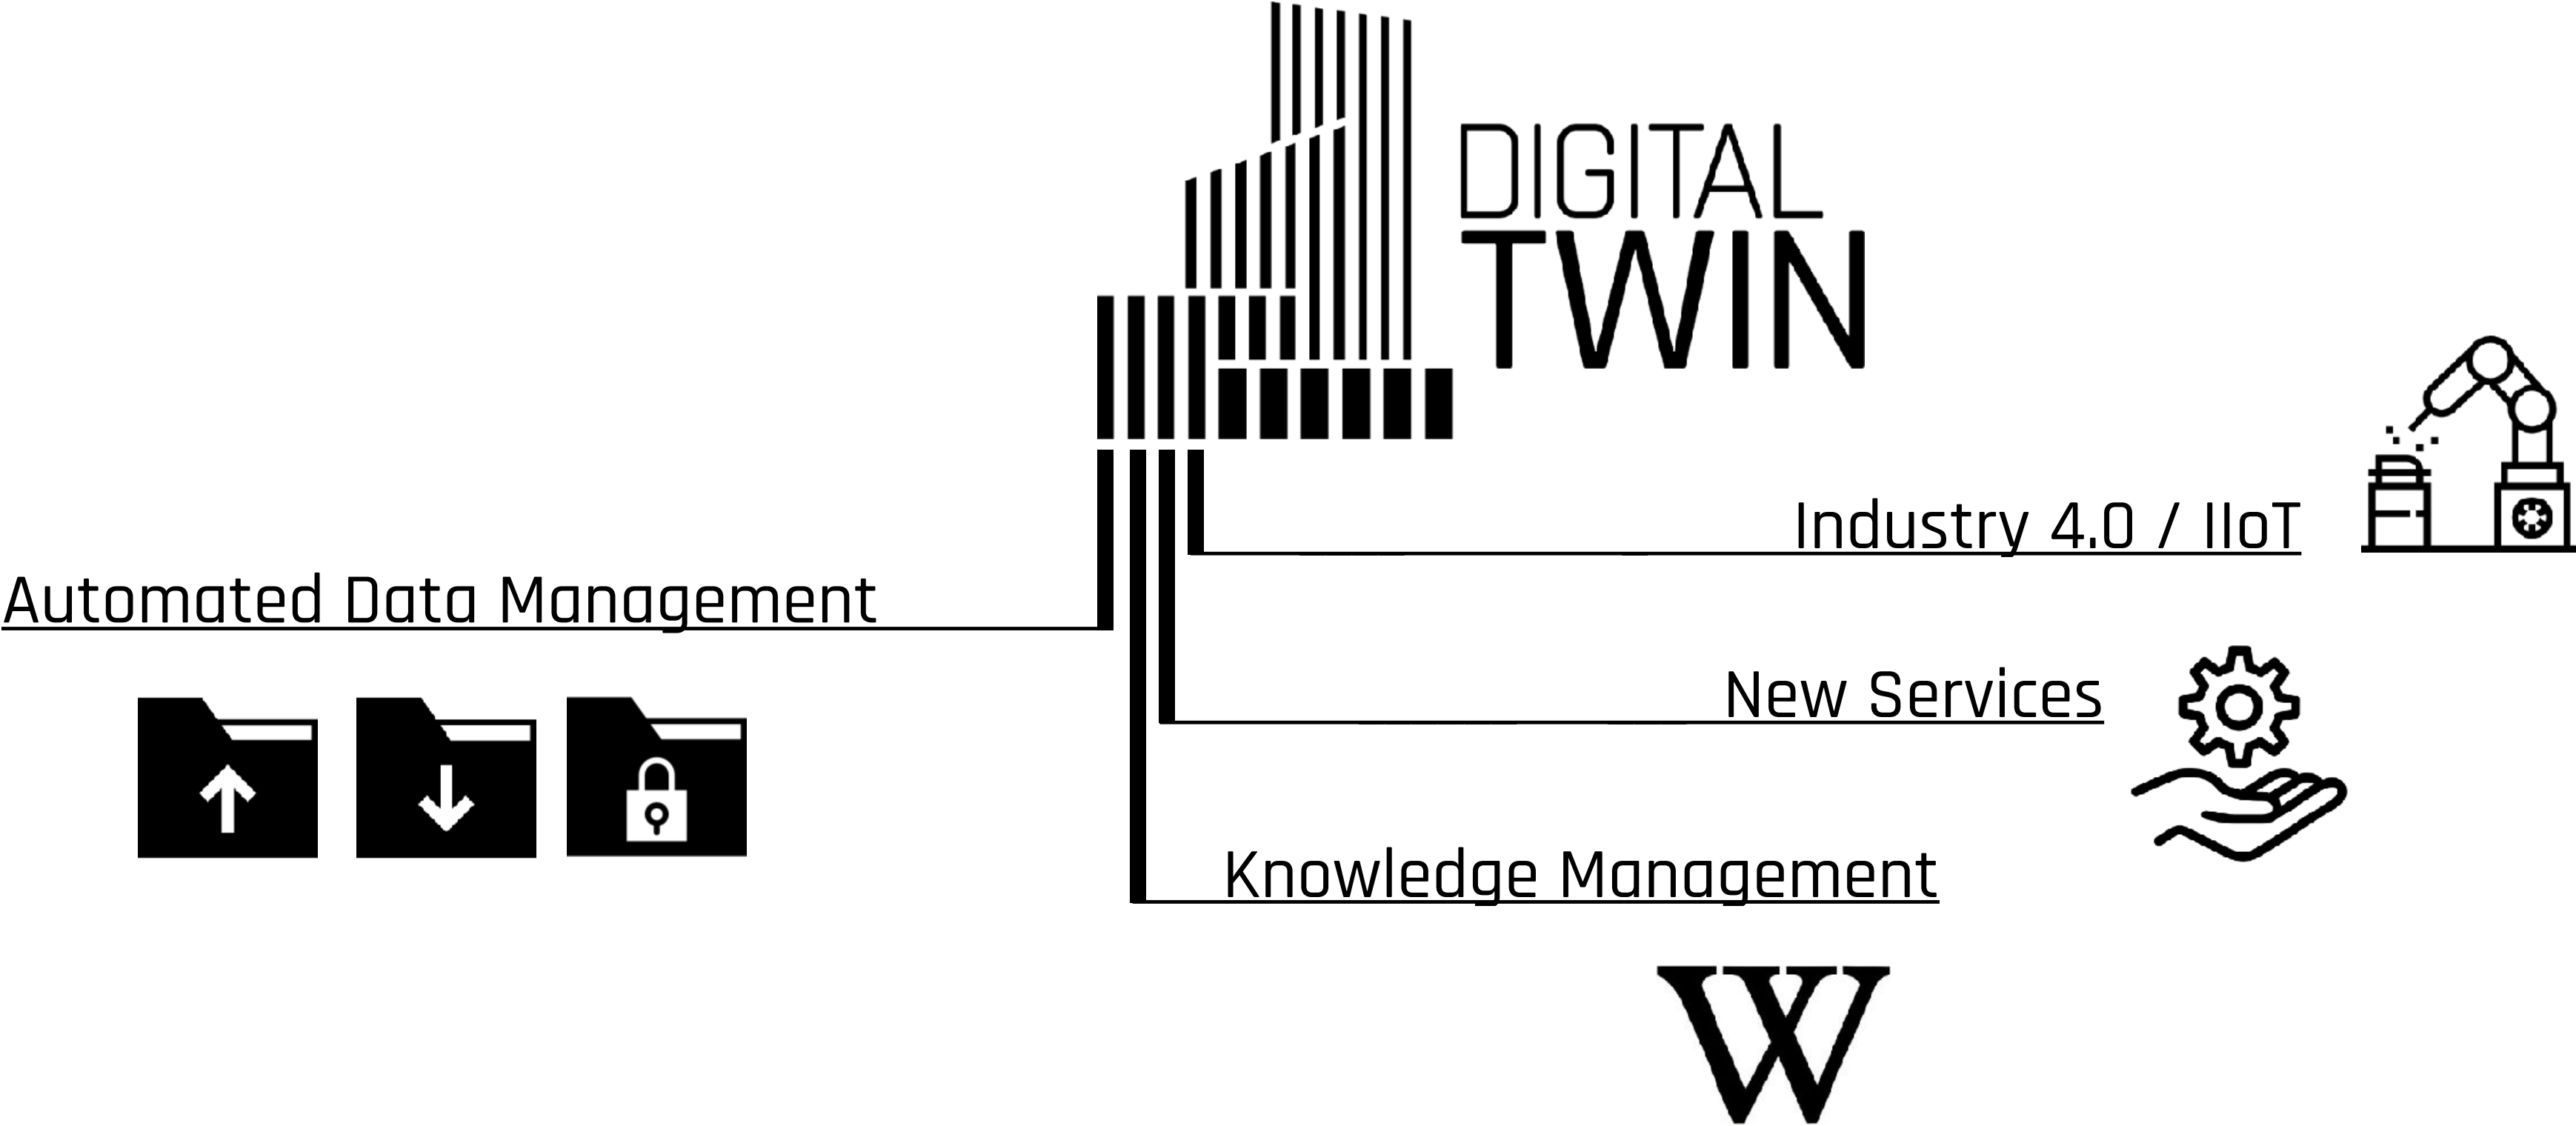 DIGITAL
TWIN
Industry 4.0 / IIoT
Automated Data Management
New Services
Knowledge Management
W